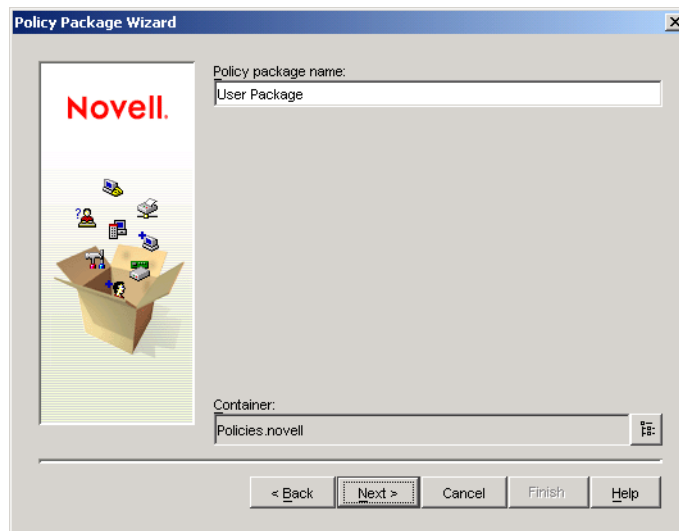 Policy Package Wizard
Novell.
Policy package name:
User Package
Container:
Policies.novell
< Back
Next >
Cancel
Finish
Help